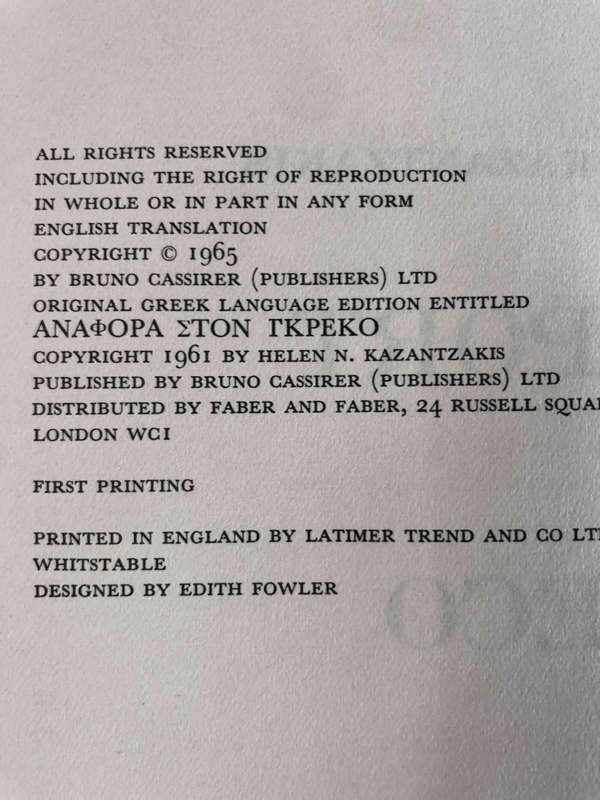 ALL RIGHTS RESERVED
INCLUDING THE RIGHT OF REPRODUCTION
IN WHOLE OR IN PART IN ANY FORM
ENGLISH TRANSLATION
COPYRIGHT © 1965
BY BRUNO CASSIRER (PUBLISHERS) LTD
ORIGINAL GREEK LANGUAGE EDITION ENTITLED
ΑΝΑΦΟΡΑ ΣΤΟΝ ΓΚΡΕΚΟ
COPYRIGHT 1961 BY HELEN N. KAZANTZAKIS
PUBLISHED BY BRUNO CASSIRER (PUBLISHERS) LTD
DISTRIBUTED BY FABER AND FABER, 24 RUSSELL
LONDON WC1
FIRST PRINTING
PRINTED IN ENGLAND BY LATIMER TREND AND CO
WHITSTABLE
DESIGNED BY EDITH FOWLER